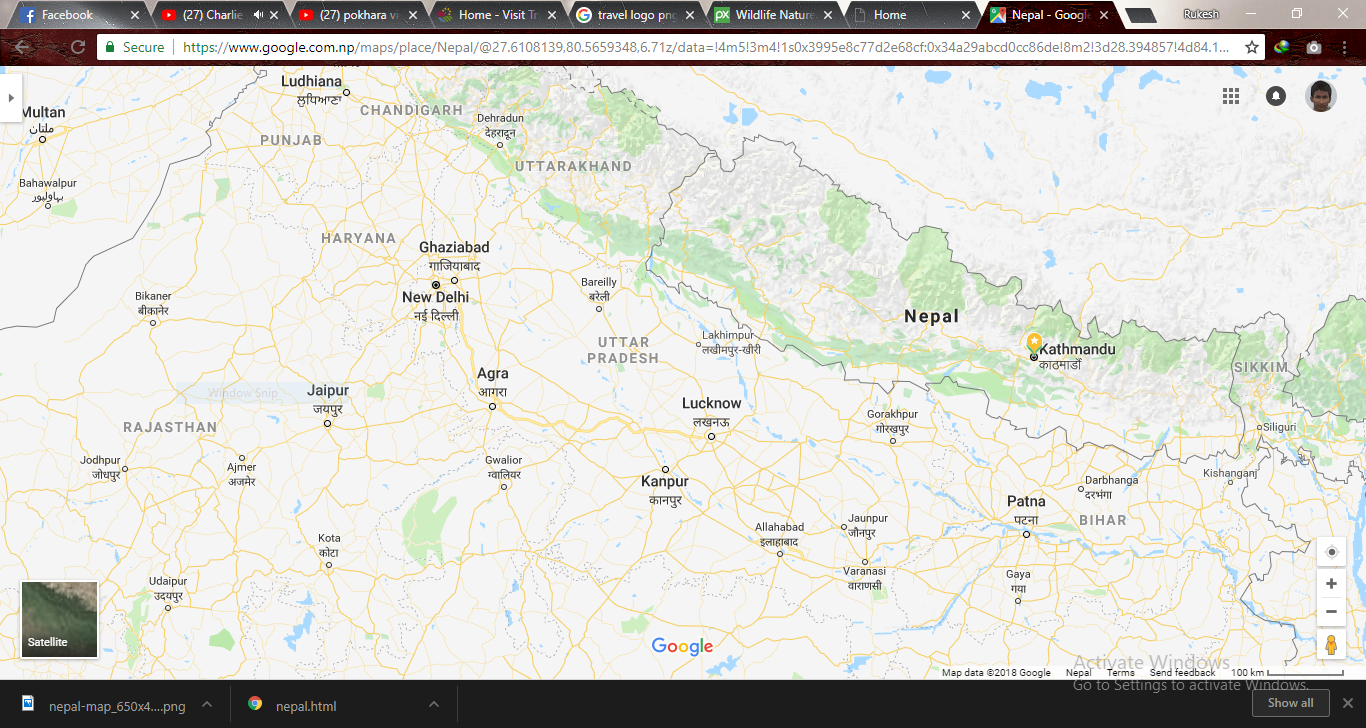 Facebook
(27) Charlie
(27) pokhara vi
Home - Visit Tr
travel logo png
Wildlife Nature
Home
Nepal - Google
Rukesh
Secure
https://www.google.com.np/maps/place/Nepal/@27.6108139,80.5659348,6.71z/data=!4m5!3m4!1s0x3995e8c77d2e68cf:0x34a29abcd0cc86de!8m2!3d28.394857!4d84.1...
Ludhiana
ਲੁਧਿਆਣਾ
CHANDIGARH
Multan
ملتان
Dehradun
देहरादून
PUNJAB
UTTARAKHAND
Bahawalpur
بہاولپور
HARYANA
Ghaziabad
गाजियाबाद
New Delhi
नई दिल्ली
Bareilly
बरेली
Bikaner
बीकानेर
Nepal
Lakhimpur
लखीमपुर-खीरी
UTTAR
PRADESH
Kathmandu
काठमाडौँ
SIKKIM
Agra
आगरा
Window Snip
Jaipur
जयपुर
Lucknow
लखनऊ
Gorakhpur
गोरखपुर
RAJASTHAN
Siliguri
Jodhpur
जोधपुर
Ajmer
अजमेर
Gwalior
ग्वालियर
Kanpur
कानपुर
Kishanganj
Darbhanga
दरभंगा
Patna
पटना
BIHAR
Jaunpur
जौनपुर
Allahabad
इलाहाबाद
Kota
कोटा
Varanasi
वाराणसी
Gaya
गया
Udaipur
उदयपुर
Satellite
Google
Activate Windows
Go to Settings to activate Windows.
Map data ©2018 Google
Nepal
Terms
Send feedback
100 km
nepal-map_650x4....png
nepal.html
Show all